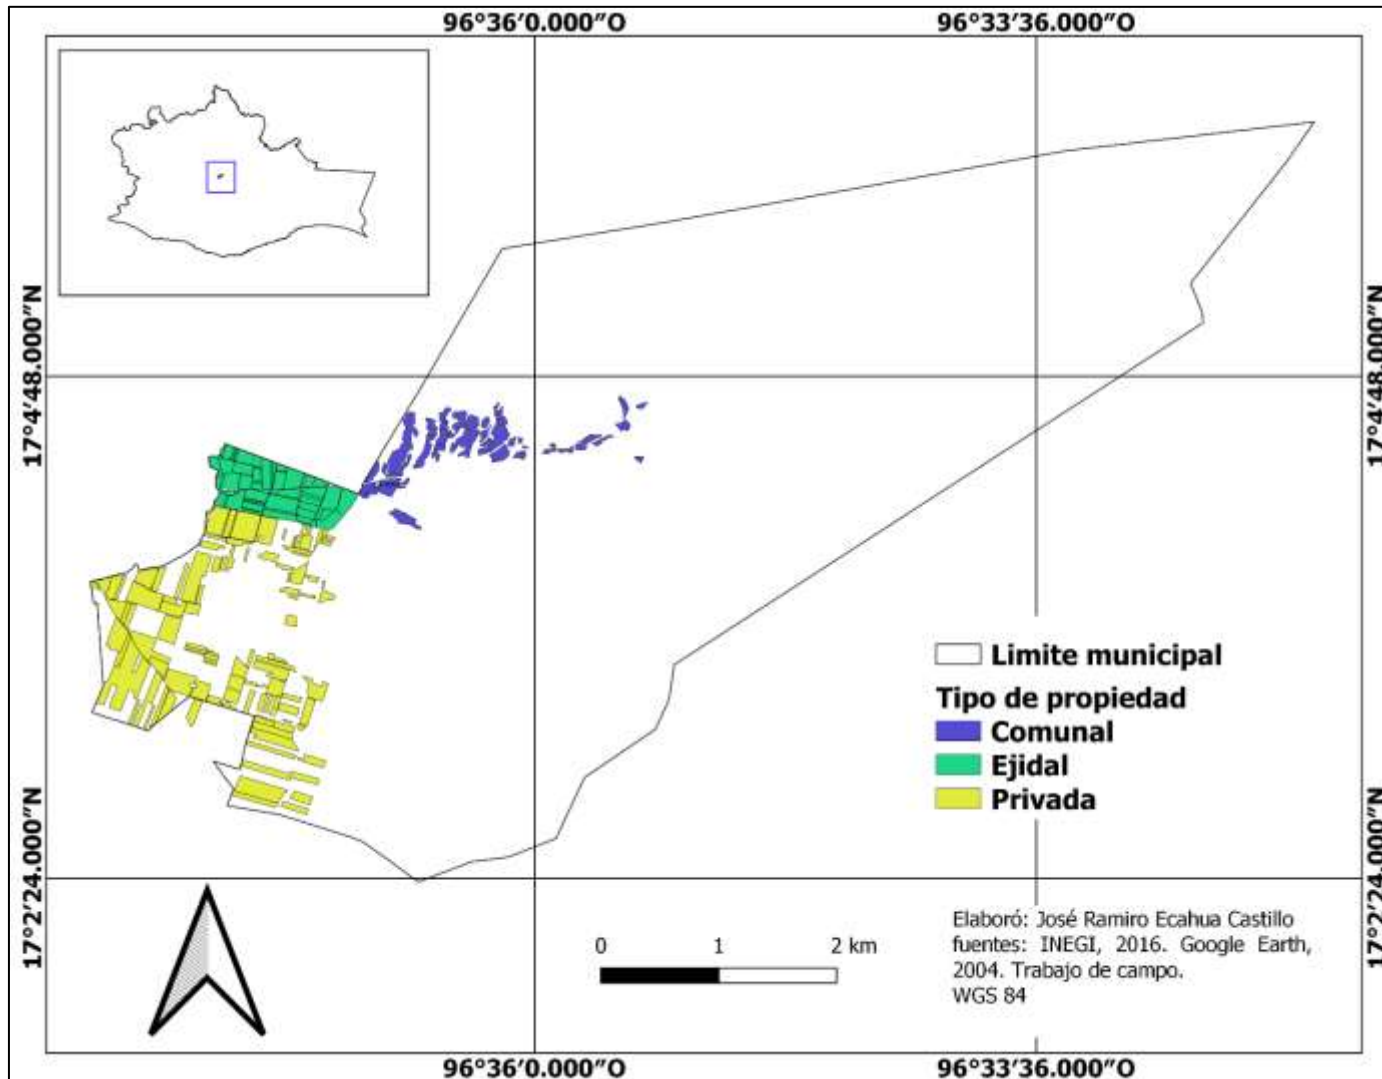 96°36′0.000″O 96°33′36.000″O
17°4′48.000″N 17°4′48.000″N
Limite municipal
Tipo de propiedad
Comunal
Ejidal
Privada
17°2′24.000″N 17°2′24.000″N
0 1 2 km
Elaboró: José Ramiro Ecahua Castillo
fuentes: INEGI, 2016. Google Earth,
2004. Trabajo de campo.
WGS 84
96°36′0.000″O 96°33′36.000″O